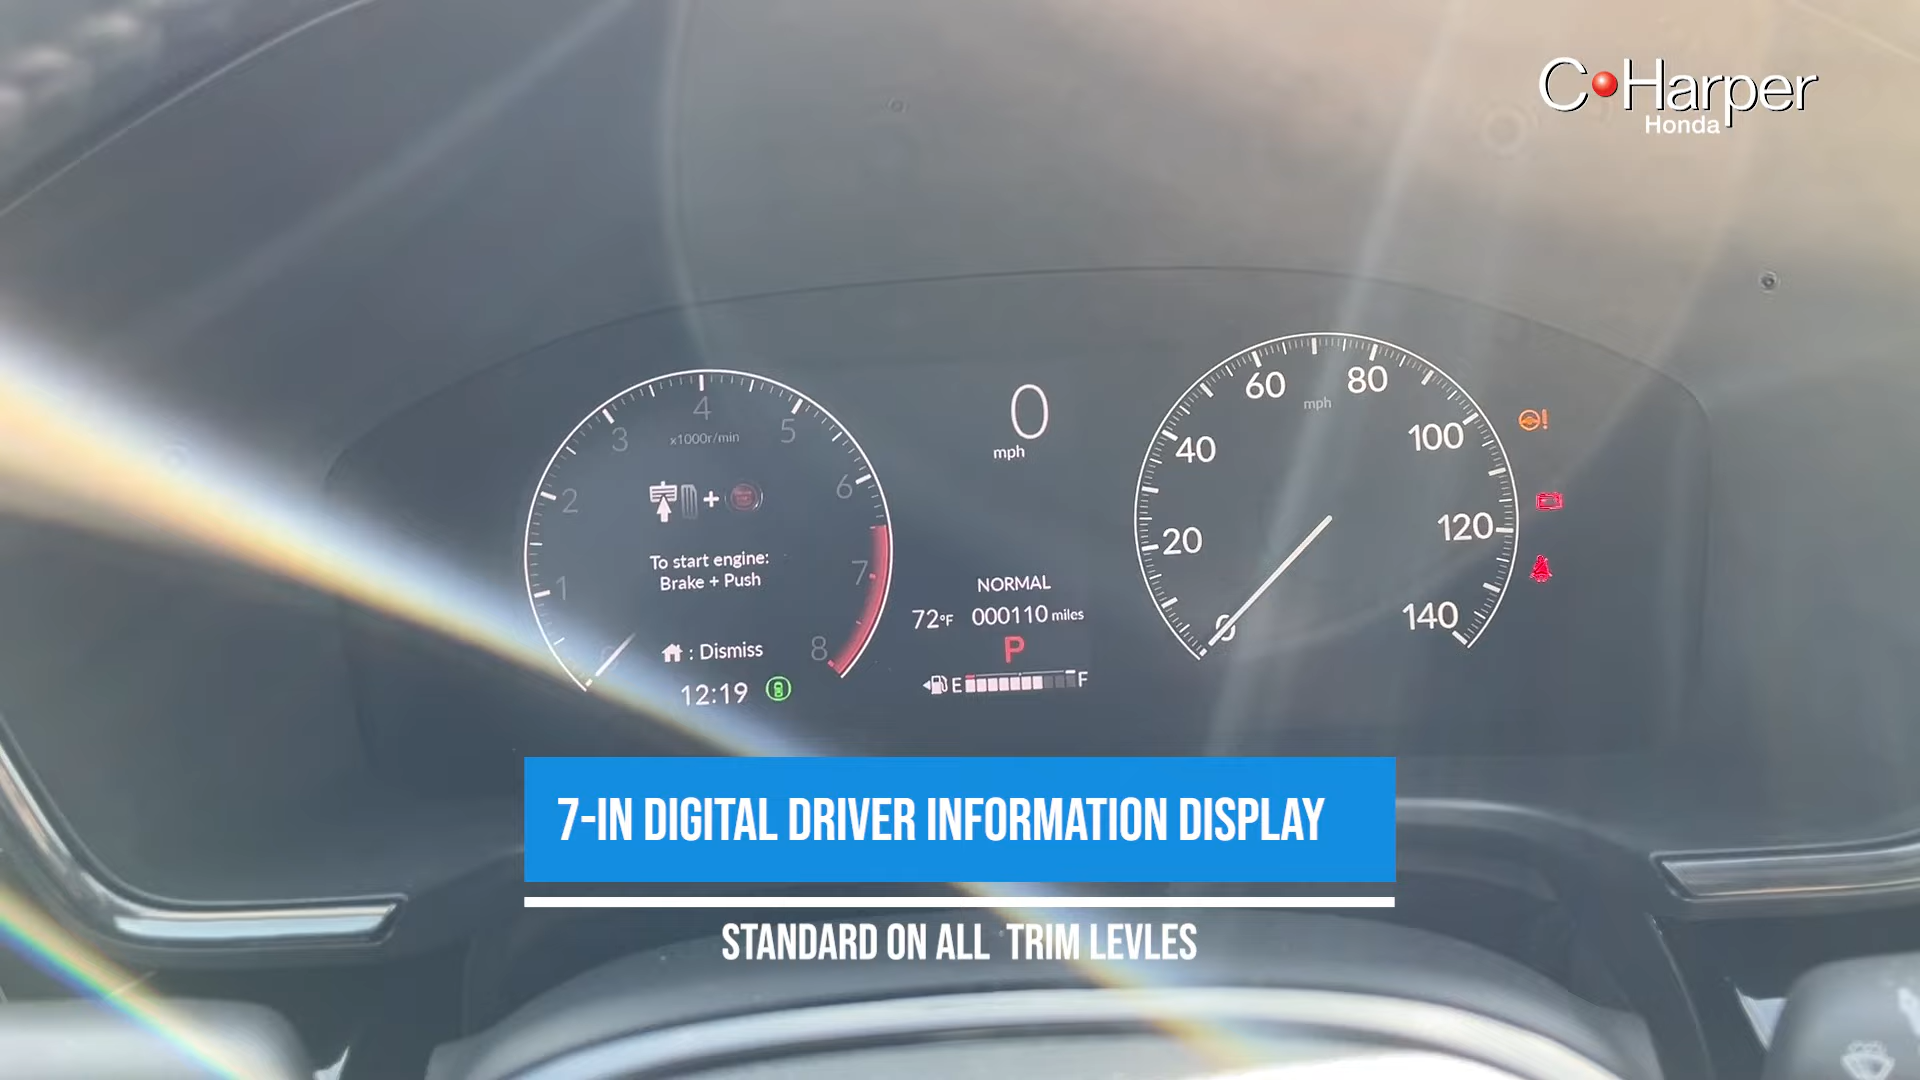 C Harper
Honda
0
mph
0
1
2
3
4
5
6
7
8
x1000r/min
+
To start engine:
Brake + Push
: Dismiss
12:19
NORMAL
72°F 000110 miles
P
E F
0
20
40
60
80
100
120
140
mph
7-IN DIGITAL DRIVER INFORMATION DISPLAY
STANDARD ON ALL TRIM LEVLES